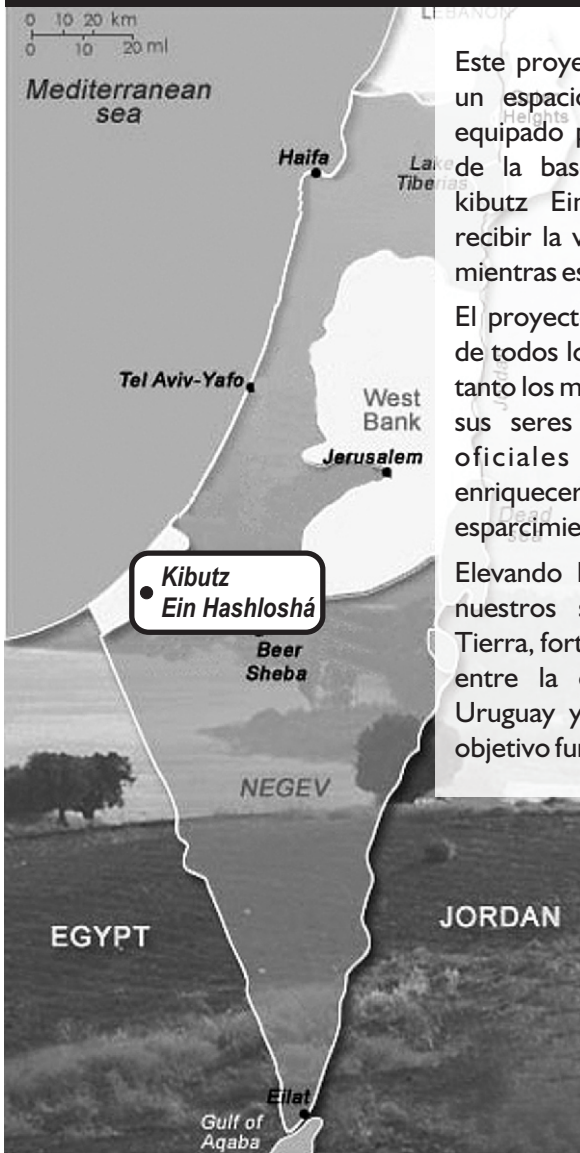 0 10 20 km
0 10 20 ml
LEBANON
Mediterranean
sea
Haifa
Lake
Tiberias
Heights
Tel Aviv-Yafo
West
Bank
Jerusalem
Dead
sea
Kibutz
Ein Hashloshá
Beer
Sheba
NEGEV
EGYPT
JORDAN
Eilat
Gulf of
Aqaba
Este proye
un espacio
equipado p
de la bas
kibutz Ein
recibir la v
mientras es
El proyect
de todos lo
tanto los m
sus seres
oficiales
enriquecer
esparcimie
Elevando l
nuestros s
Tierra, fort
entre la c
Uruguay y
objetivo fu